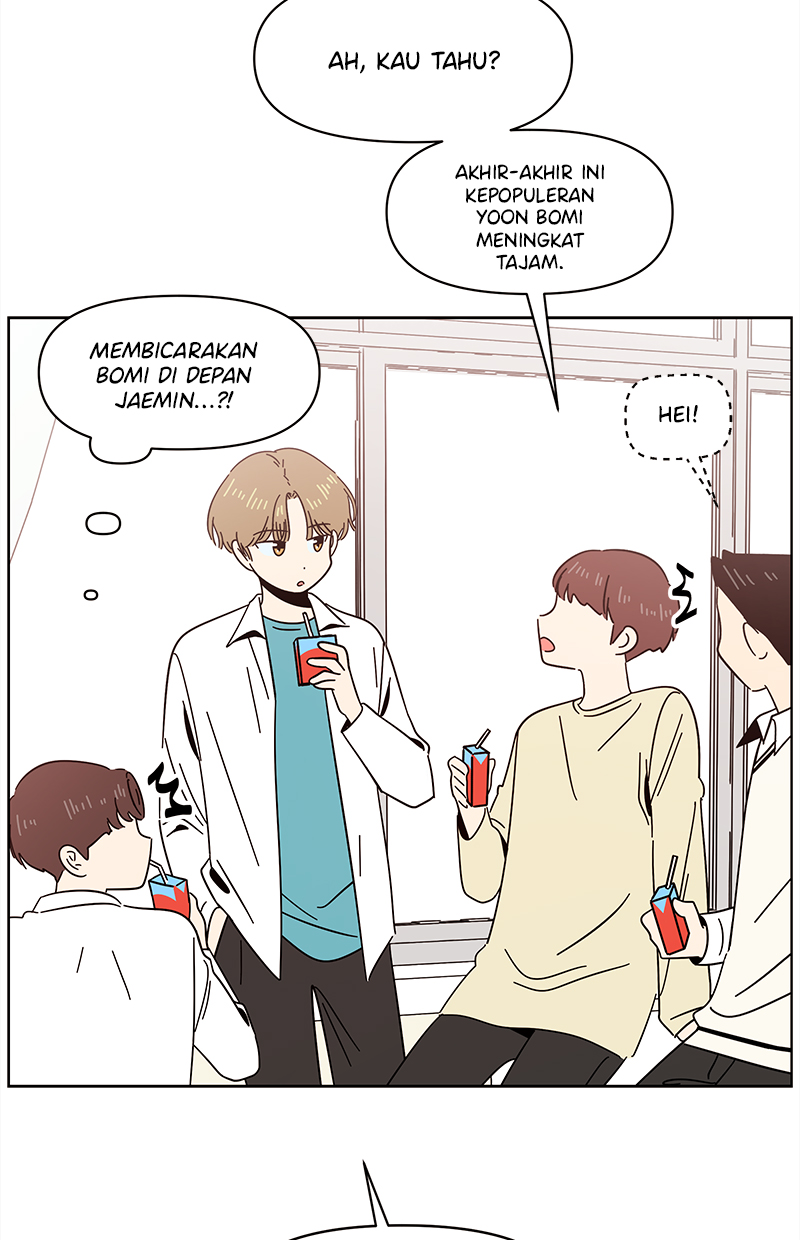 AH, KAU TAHU?
AKHIR-AKHIR INI
KEPOPULERAN
YOON BOMI
MENINGKAT
TAJAM.
MEMBICARAKAN
BOMI DI DEPAN
JAEMIN...?!
HEI!